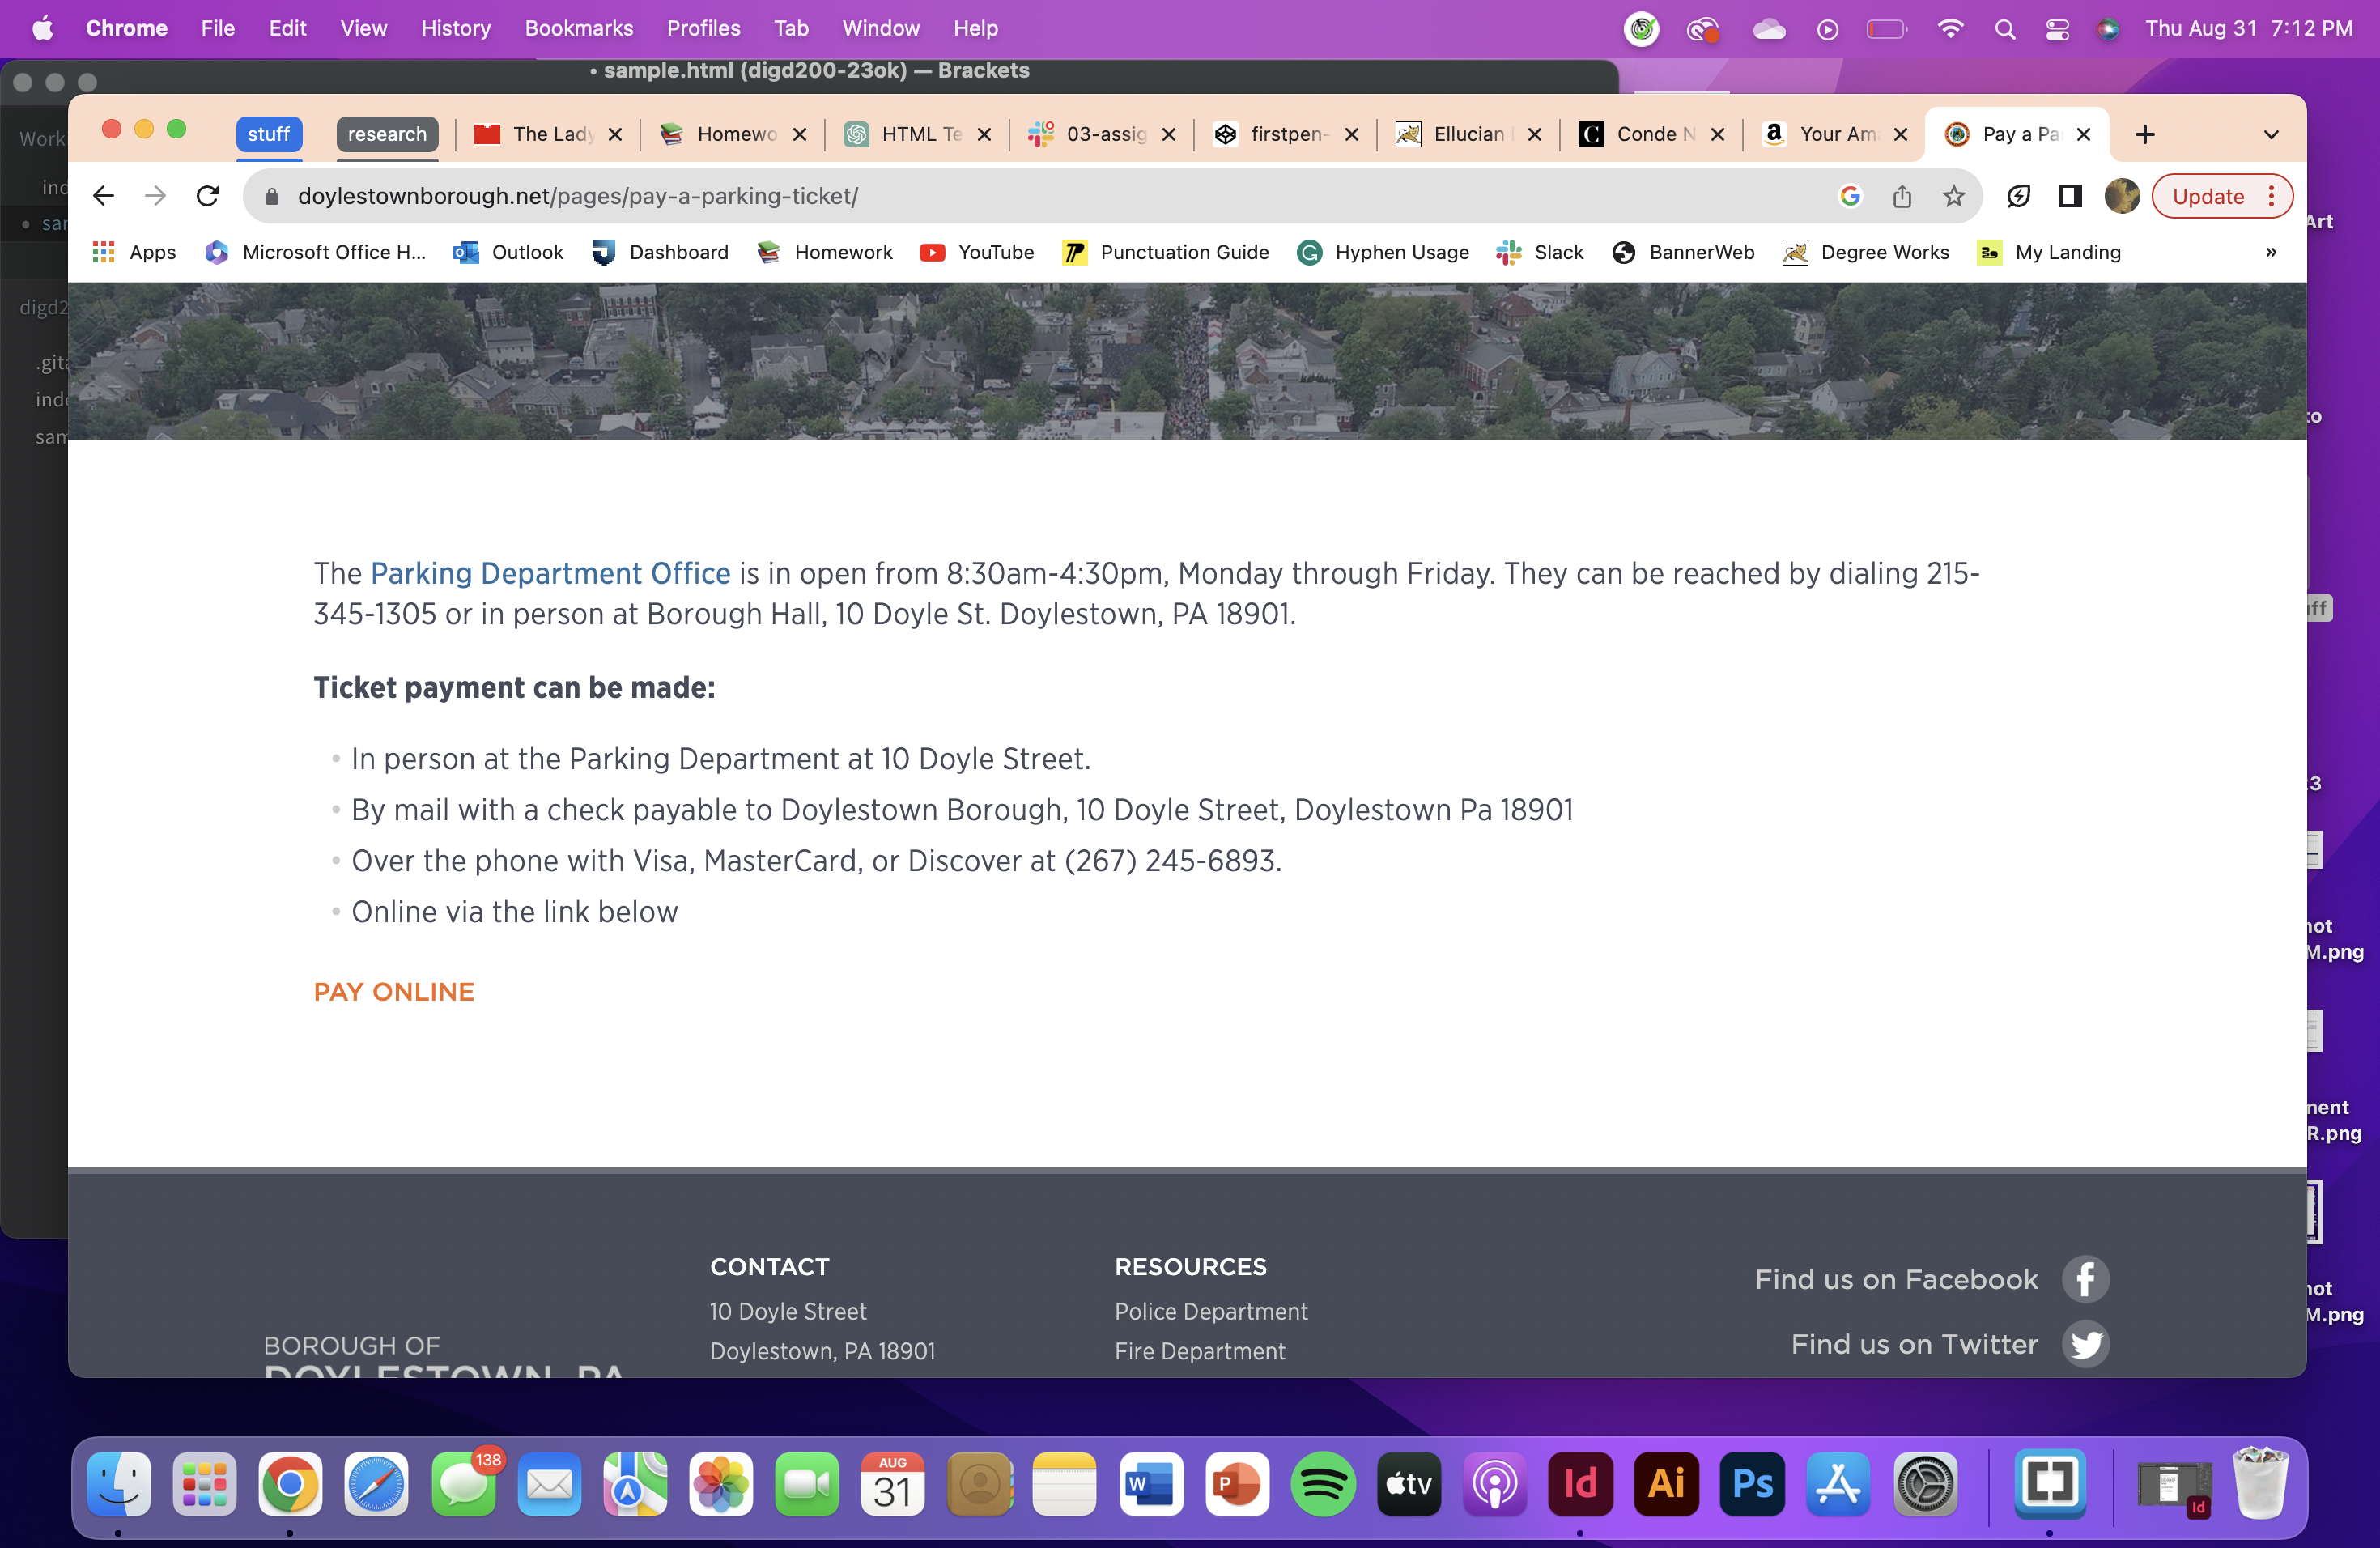 Chrome File Edit View History Bookmarks Profiles Tab Window Help Thu Aug 31 7:12 PM
• sample.html (digd200-23ok) — Brackets
stuff research The Lady Homewo HTML Te 03-assig firstpen- Ellucian Conde N Your Am Pay a Pa
doylestownborough.net/pages/pay-a-parking-ticket/ Update
Apps Microsoft Office H... Outlook Dashboard Homework YouTube Punctuation Guide Hyphen Usage Slack BannerWeb Degree Works My Landing »
The Parking Department Office is in open from 8:30am-4:30pm, Monday through Friday. They can be reached by dialing 215-
345-1305 or in person at Borough Hall, 10 Doyle St. Doylestown, PA 18901.
Ticket payment can be made:
• In person at the Parking Department at 10 Doyle Street.
• By mail with a check payable to Doylestown Borough, 10 Doyle Street, Doylestown Pa 18901
• Over the phone with Visa, MasterCard, or Discover at (267) 245-6893.
• Online via the link below
PAY ONLINE
CONTACT
10 Doyle Street
Doylestown, PA 18901
RESOURCES
Police Department
Fire Department
Find us on Facebook
Find us on Twitter
BOROUGH OF
DOYLESTOWN, PA
138
AUG
31
W
P
tv
Id
Ai
Ps
Id